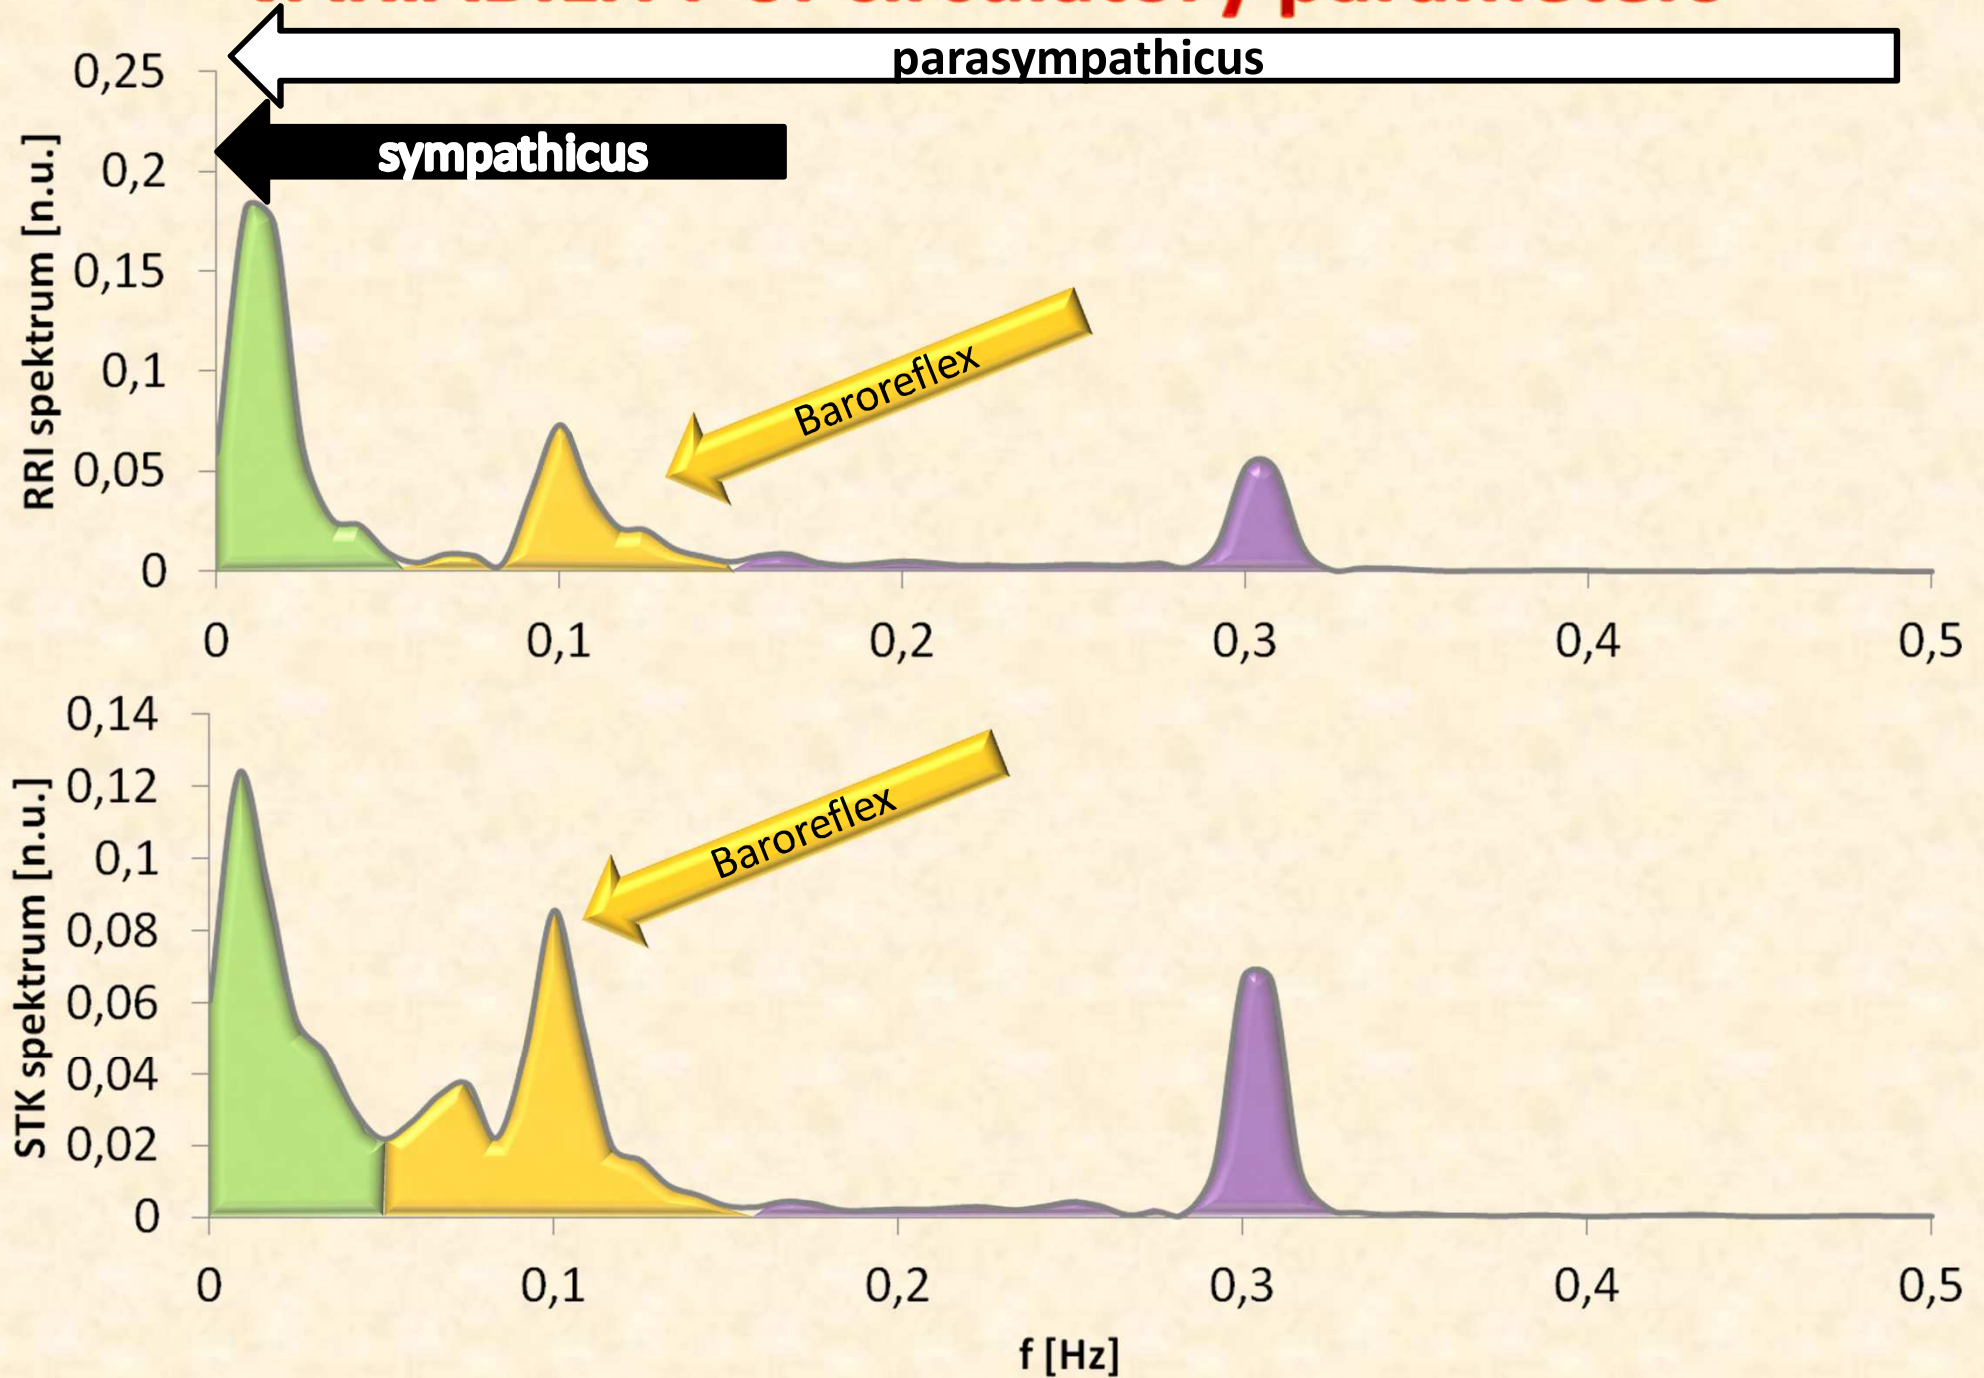 circulatory parameters
parasympathicus
sympathicus
RRI spektrum [n.u.]
0,25
0,2
0,15
0,1
0,05
0
Baroreflex
0 0,1 0,2 0,3 0,4 0,5
STK spektrum [n.u.]
0,14
0,12
0,1
0,08
0,06
0,04
0,02
0
Baroreflex
0 0,1 0,2 0,3 0,4 0,5
f [Hz]